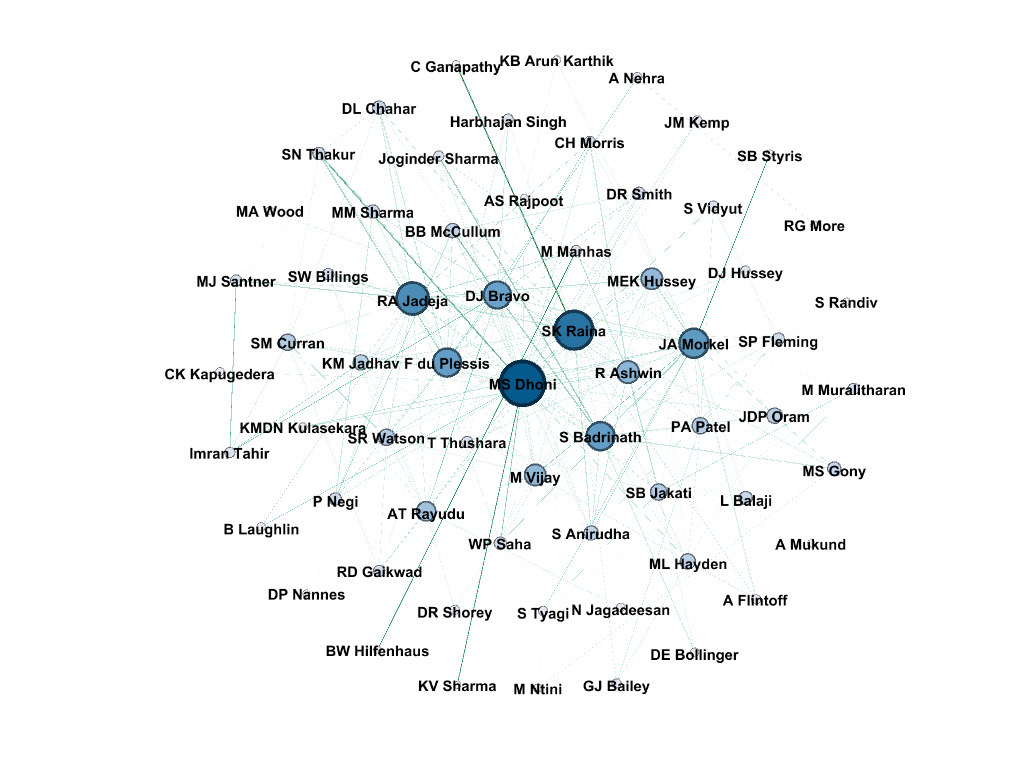 KB Arun Karthik
C Ganapathy
A Nehra
DL Chahar
Harbhajan Singh
JM Kemp
CH Morris
SN Thakur
Joginder Sharma
SB Styris
DR Smith
AS Rajpoot
S Vidyut
MA Wood
MM Sharma
RG More
BB McCullum
M Manhas
DJ Hussey
SW Billings
MJ Santner
MEK Hussey
DJ Bravo
RA Jadeja
S Randiv
SK Raina
SM Curran
SP Fleming
JA Morkel
KM Jadhav
F du Plessis
CK Kapugedera
R Ashwin
MS Dhoni
M Muralitharan
JDP Oram
PA Patel
KMDN Kulasekara
SR Watson
S Badrinath
T Thushara
Imran Tahir
MS Gony
M Vijay
SB Jakati
P Negi
L Balaji
AT Rayudu
B Laughlin
S Anirudha
WP Saha
A Mukund
ML Hayden
RD Gaikwad
DP Nannes
A Flintoff
DR Shorey
S Tyagi
N Jagadeesan
BW Hilfenhaus
DE Bollinger
KV Sharma
M Ntini
GJ Bailey